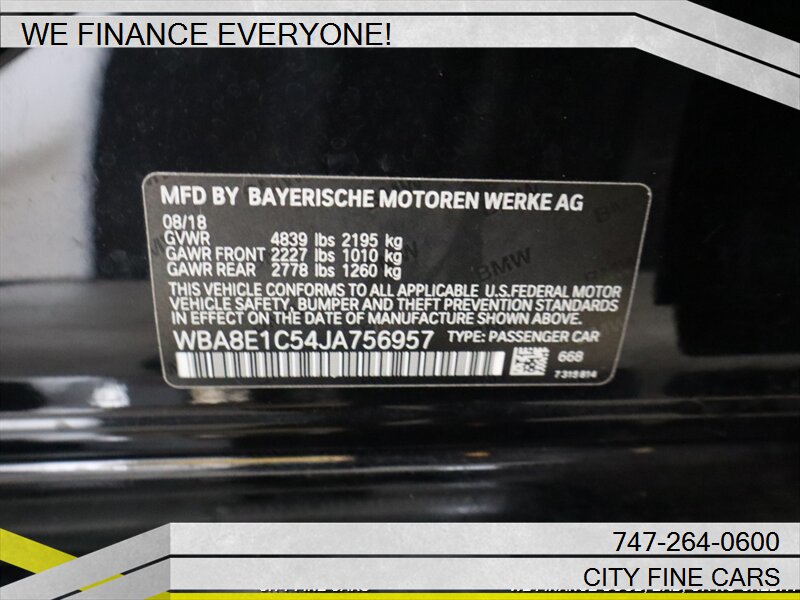 WE FINANCE EVERYONE!
MFD BY BAYERISCHE MOTOREN WERKE AG
08/18
GVWR 4839 lbs 2195 kg
GAWR FRONT 2227 lbs 1010 kg
GAWR REAR 2778 lbs 1260 kg
BMW
THIS VEHICLE CONFORMS TO ALL APPLICABLE U.S.FEDERAL MOTOR
VEHICLE SAFETY, BUMPER AND THEFT PREVENTION STANDARDS
IN EFFECT ON THE DATE OF MANUFACTURE SHOWN ABOVE.
WBA8E1C54JA756957 TYPE: PASSENGER CAR
668
7319814
747-264-0600
CITY FINE CARS